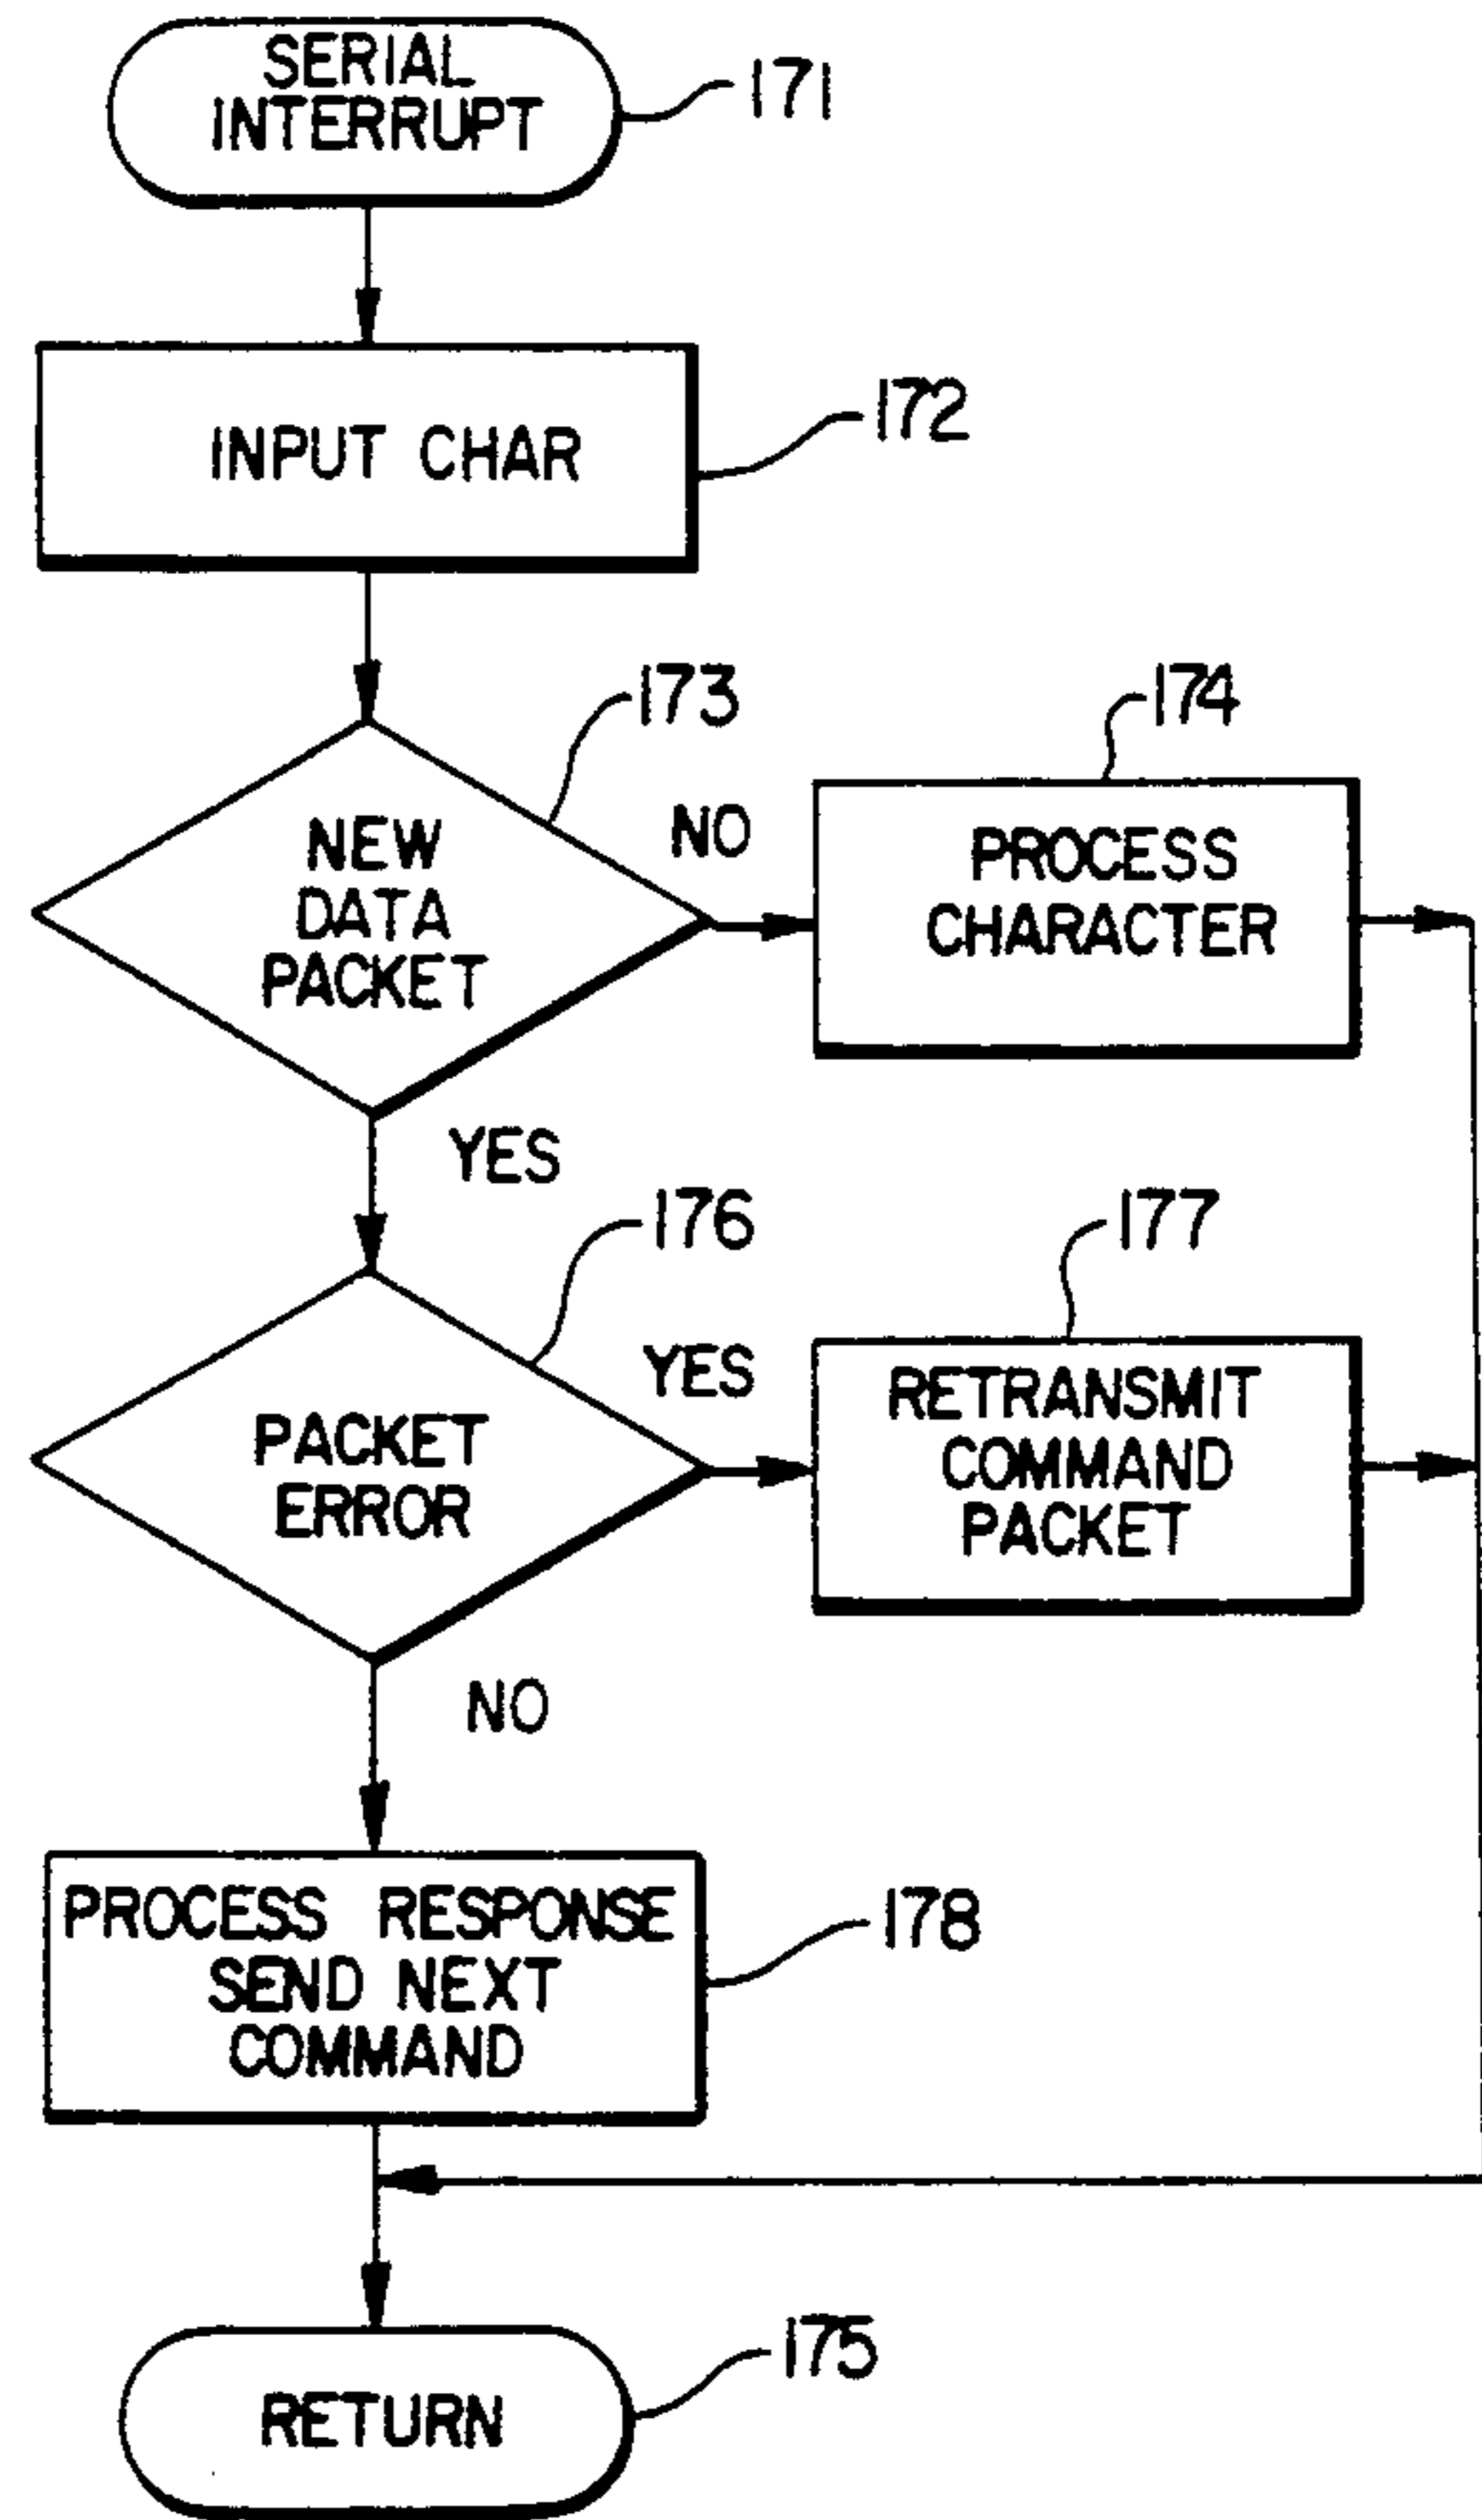 SERIAL
INTERRUPT
171
INPUT CHAR
172
173
174
NEW
DATA
PACKET
NO
PROCESS
CHARACTER
YES
176
177
PACKET
ERROR
YES
RETRANSMIT
COMMAND
PACKET
NO
PROCESS RESPONSE
SEND NEXT
COMMAND
178
175
RETURN